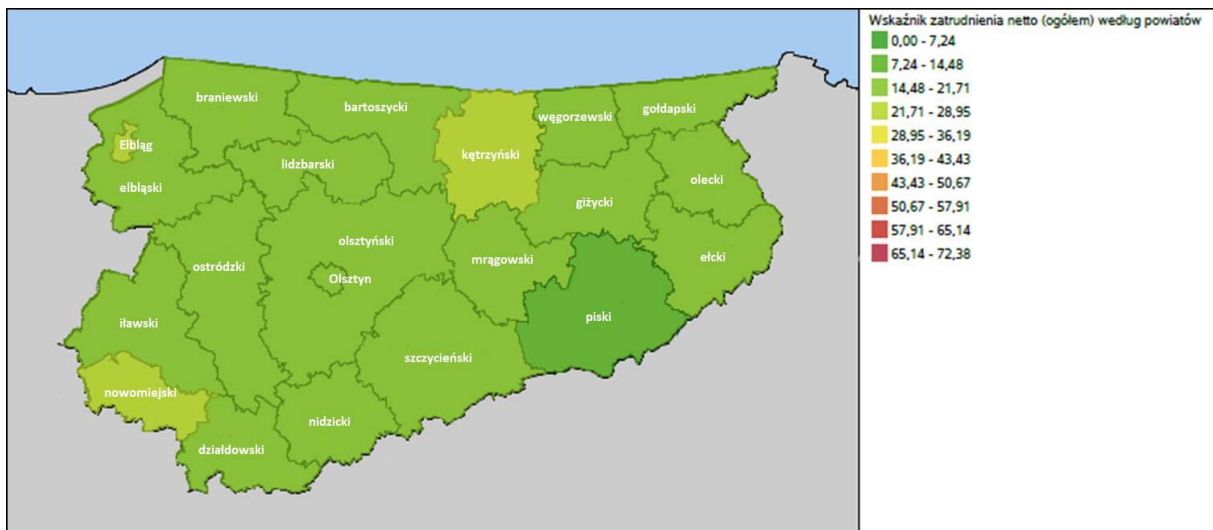 Wskaźnik zatrudnienia netto (ogółem) według powiatów
0,00 - 7,24
7,24 - 14,48
14,48 - 21,71
21,71 - 28,95
28,95 - 36,19
36,19 - 43,43
43,43 - 50,67
50,67 - 57,91
57,91 - 65,14
65,14 - 72,38
braniewski
bartoszycki
węgorzewski
gołdapski
Elbląg
lidzbarski
kętrzyński
olecki
elbląski
giżycki
olsztyński
mrągowski
ełcki
ostródzki
Olsztyn
iławski
piski
szczycieński
nowomiejski
nidzicki
działdowski